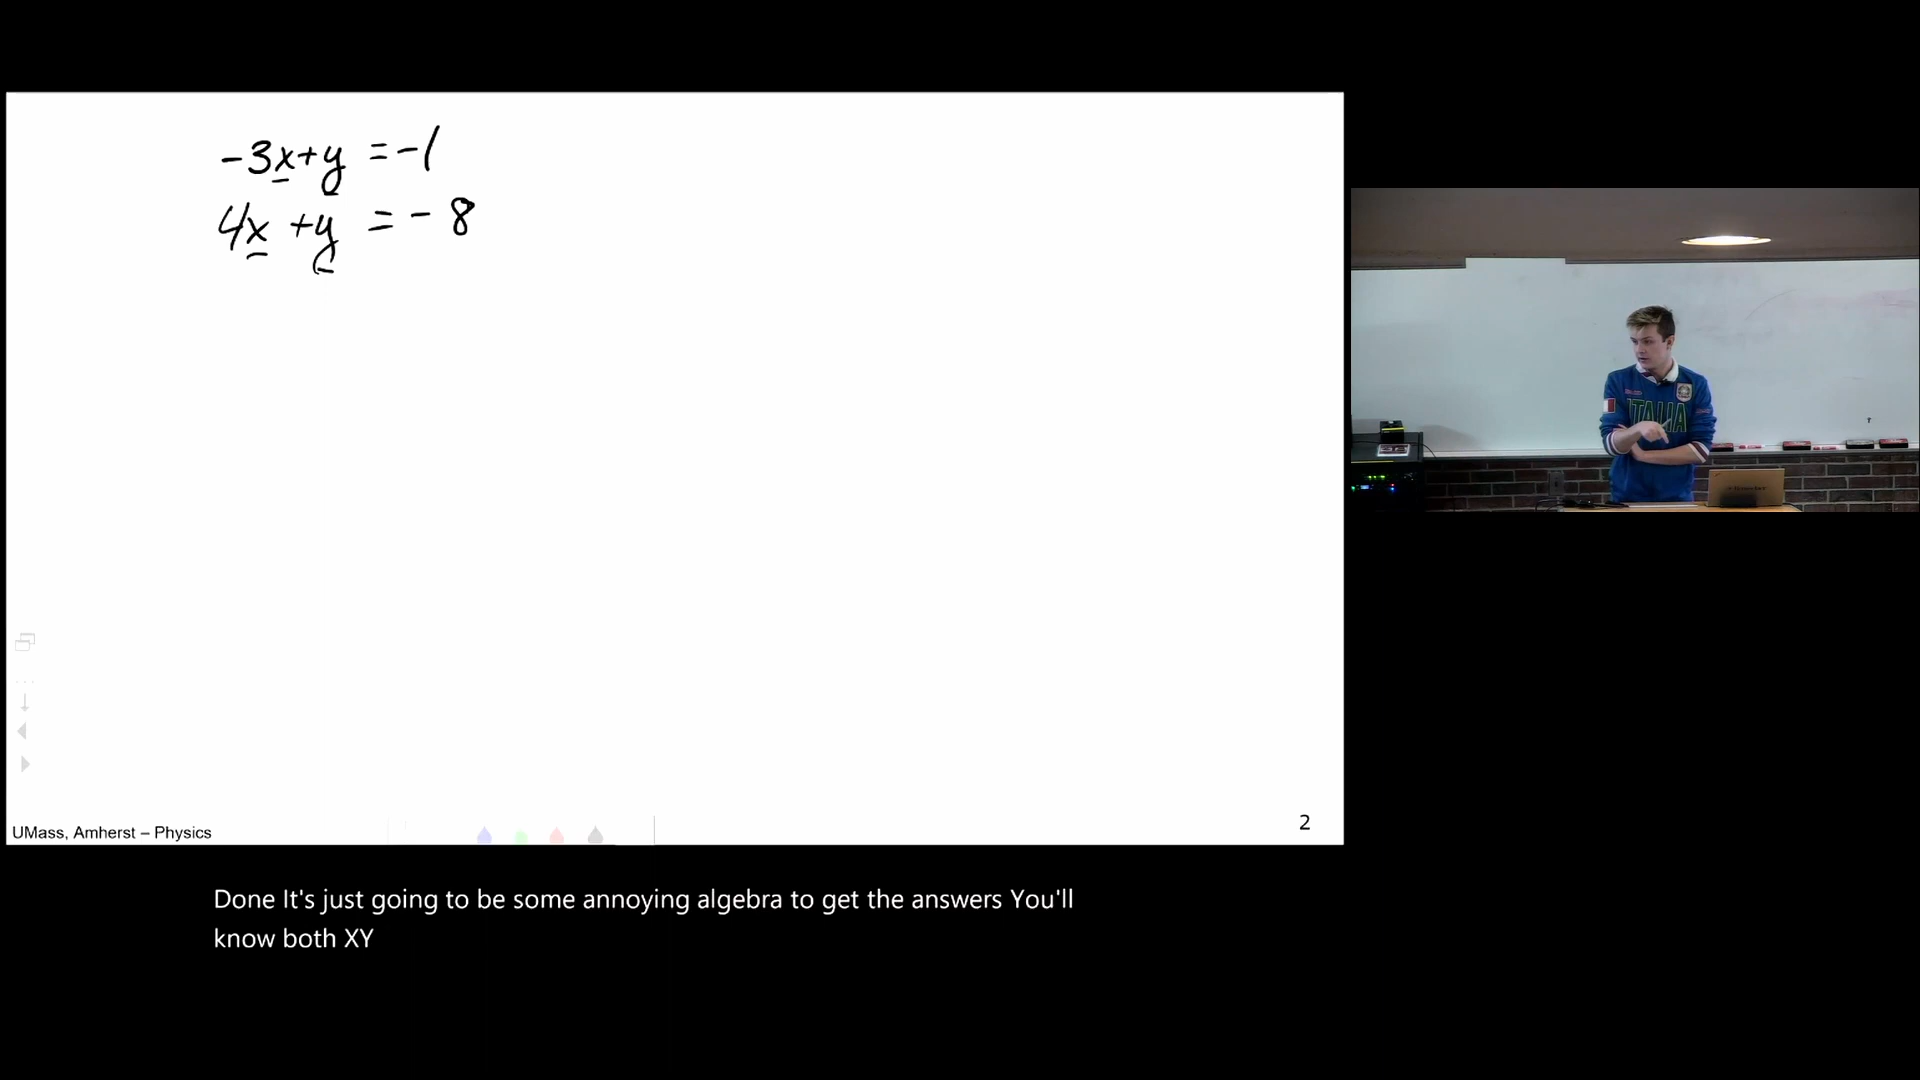 -3x+y =-1
4x +y = - 8
ITALIA
UMass, Amherst – Physics
2
Done It's just going to be some annoying algebra to get the answers You'll
know both XY